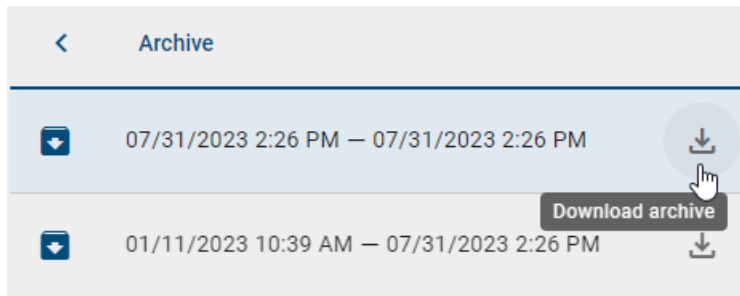 Archive
07/31/2023 2:26 PM — 07/31/2023 2:26 PM
Download archive
01/11/2023 10:39 AM — 07/31/2023 2:26 PM